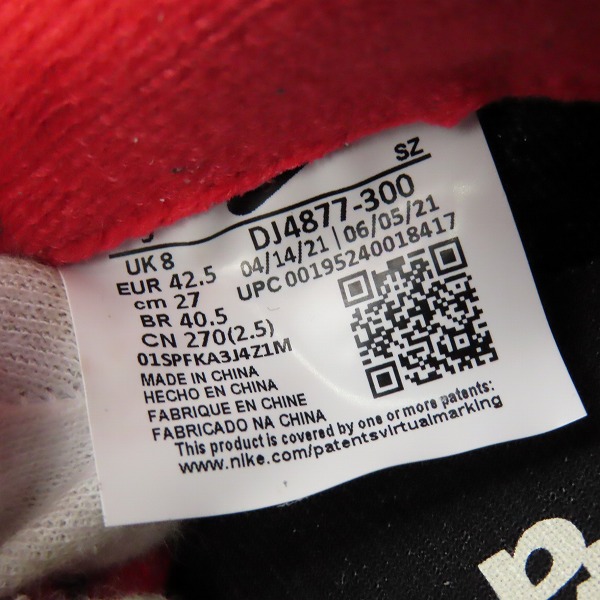 SZ
UK 8
EUR 42.5
cm 27
BR 40.5
CN 270(2.5)
01SPFKA3J4Z1M
DJ4877-300
04/14/21 | 06/05/21
UPC 00195240018417
MADE IN CHINA
HECHO EN CHINA
FABRIQUE EN CHINE
FABRICADO NA CHINA
This product is covered by one or more patents:
www.nike.com/patentsvirtualmarking